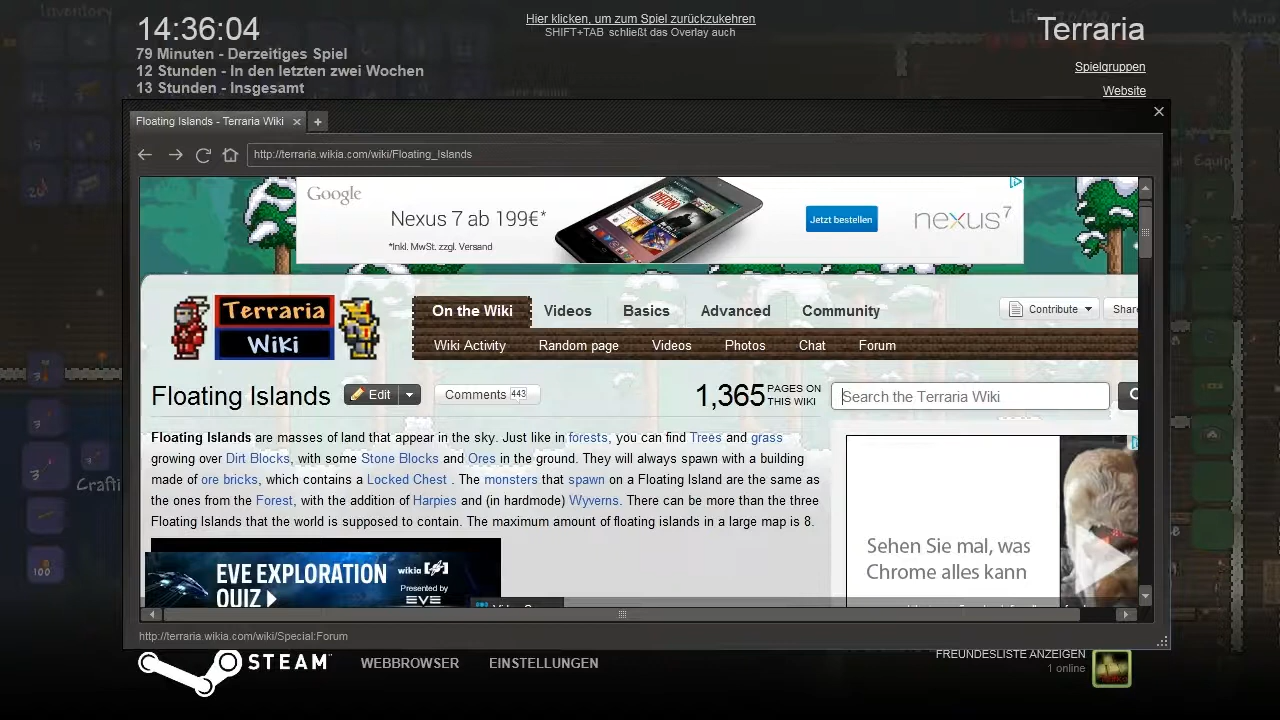 Inventory
14:36:04
79 Minuten - Derzeitiges Spiel
12 Stunden - In den letzten zwei Wochen
13 Stunden - Insgesamt
Hier klicken, um zum Spiel zurückzukehren
SHIFT+TAB schließt das Overlay auch
Terraria
Spielgruppen
Website
Floating Islands - Terraria Wiki
http://terraria.wikia.com/wiki/Floating_Islands
Google
Nexus 7 ab 199€*
*Inkl. MwSt. zzgl. Versand
Jetzt bestellen
nexus7
Terraria
Wiki
On the Wiki Videos Basics Advanced Community
Contribute Share
Wiki Activity Random page Videos Photos Chat Forum
Floating Islands Edit Comments 443
1,365 PAGES ON
THIS WIKI
Search the Terraria Wiki
Floating Islands are masses of land that appear in the sky. Just like in forests, you can find Trees and grass
growing over Dirt Blocks, with some Stone Blocks and Ores in the ground. They will always spawn with a building
made of ore bricks, which contains a Locked Chest . The monsters that spawn on a Floating Island are the same as
the ones from the Forest, with the addition of Harpies and (in hardmode) Wyverns. There can be more than the three
Floating Islands that the world is supposed to contain. The maximum amount of floating islands in a large map is 8.
EVE EXPLORATION
QUIZ
wikia
Presented by
EVE
Sehen Sie mal, was
Chrome alles kann
Crafti
100
http://terraria.wikia.com/wiki/Special:Forum
STEAM WEBBROWSER EINSTELLUNGEN
FREUNDESLISTE ANZEIGEN
1 online